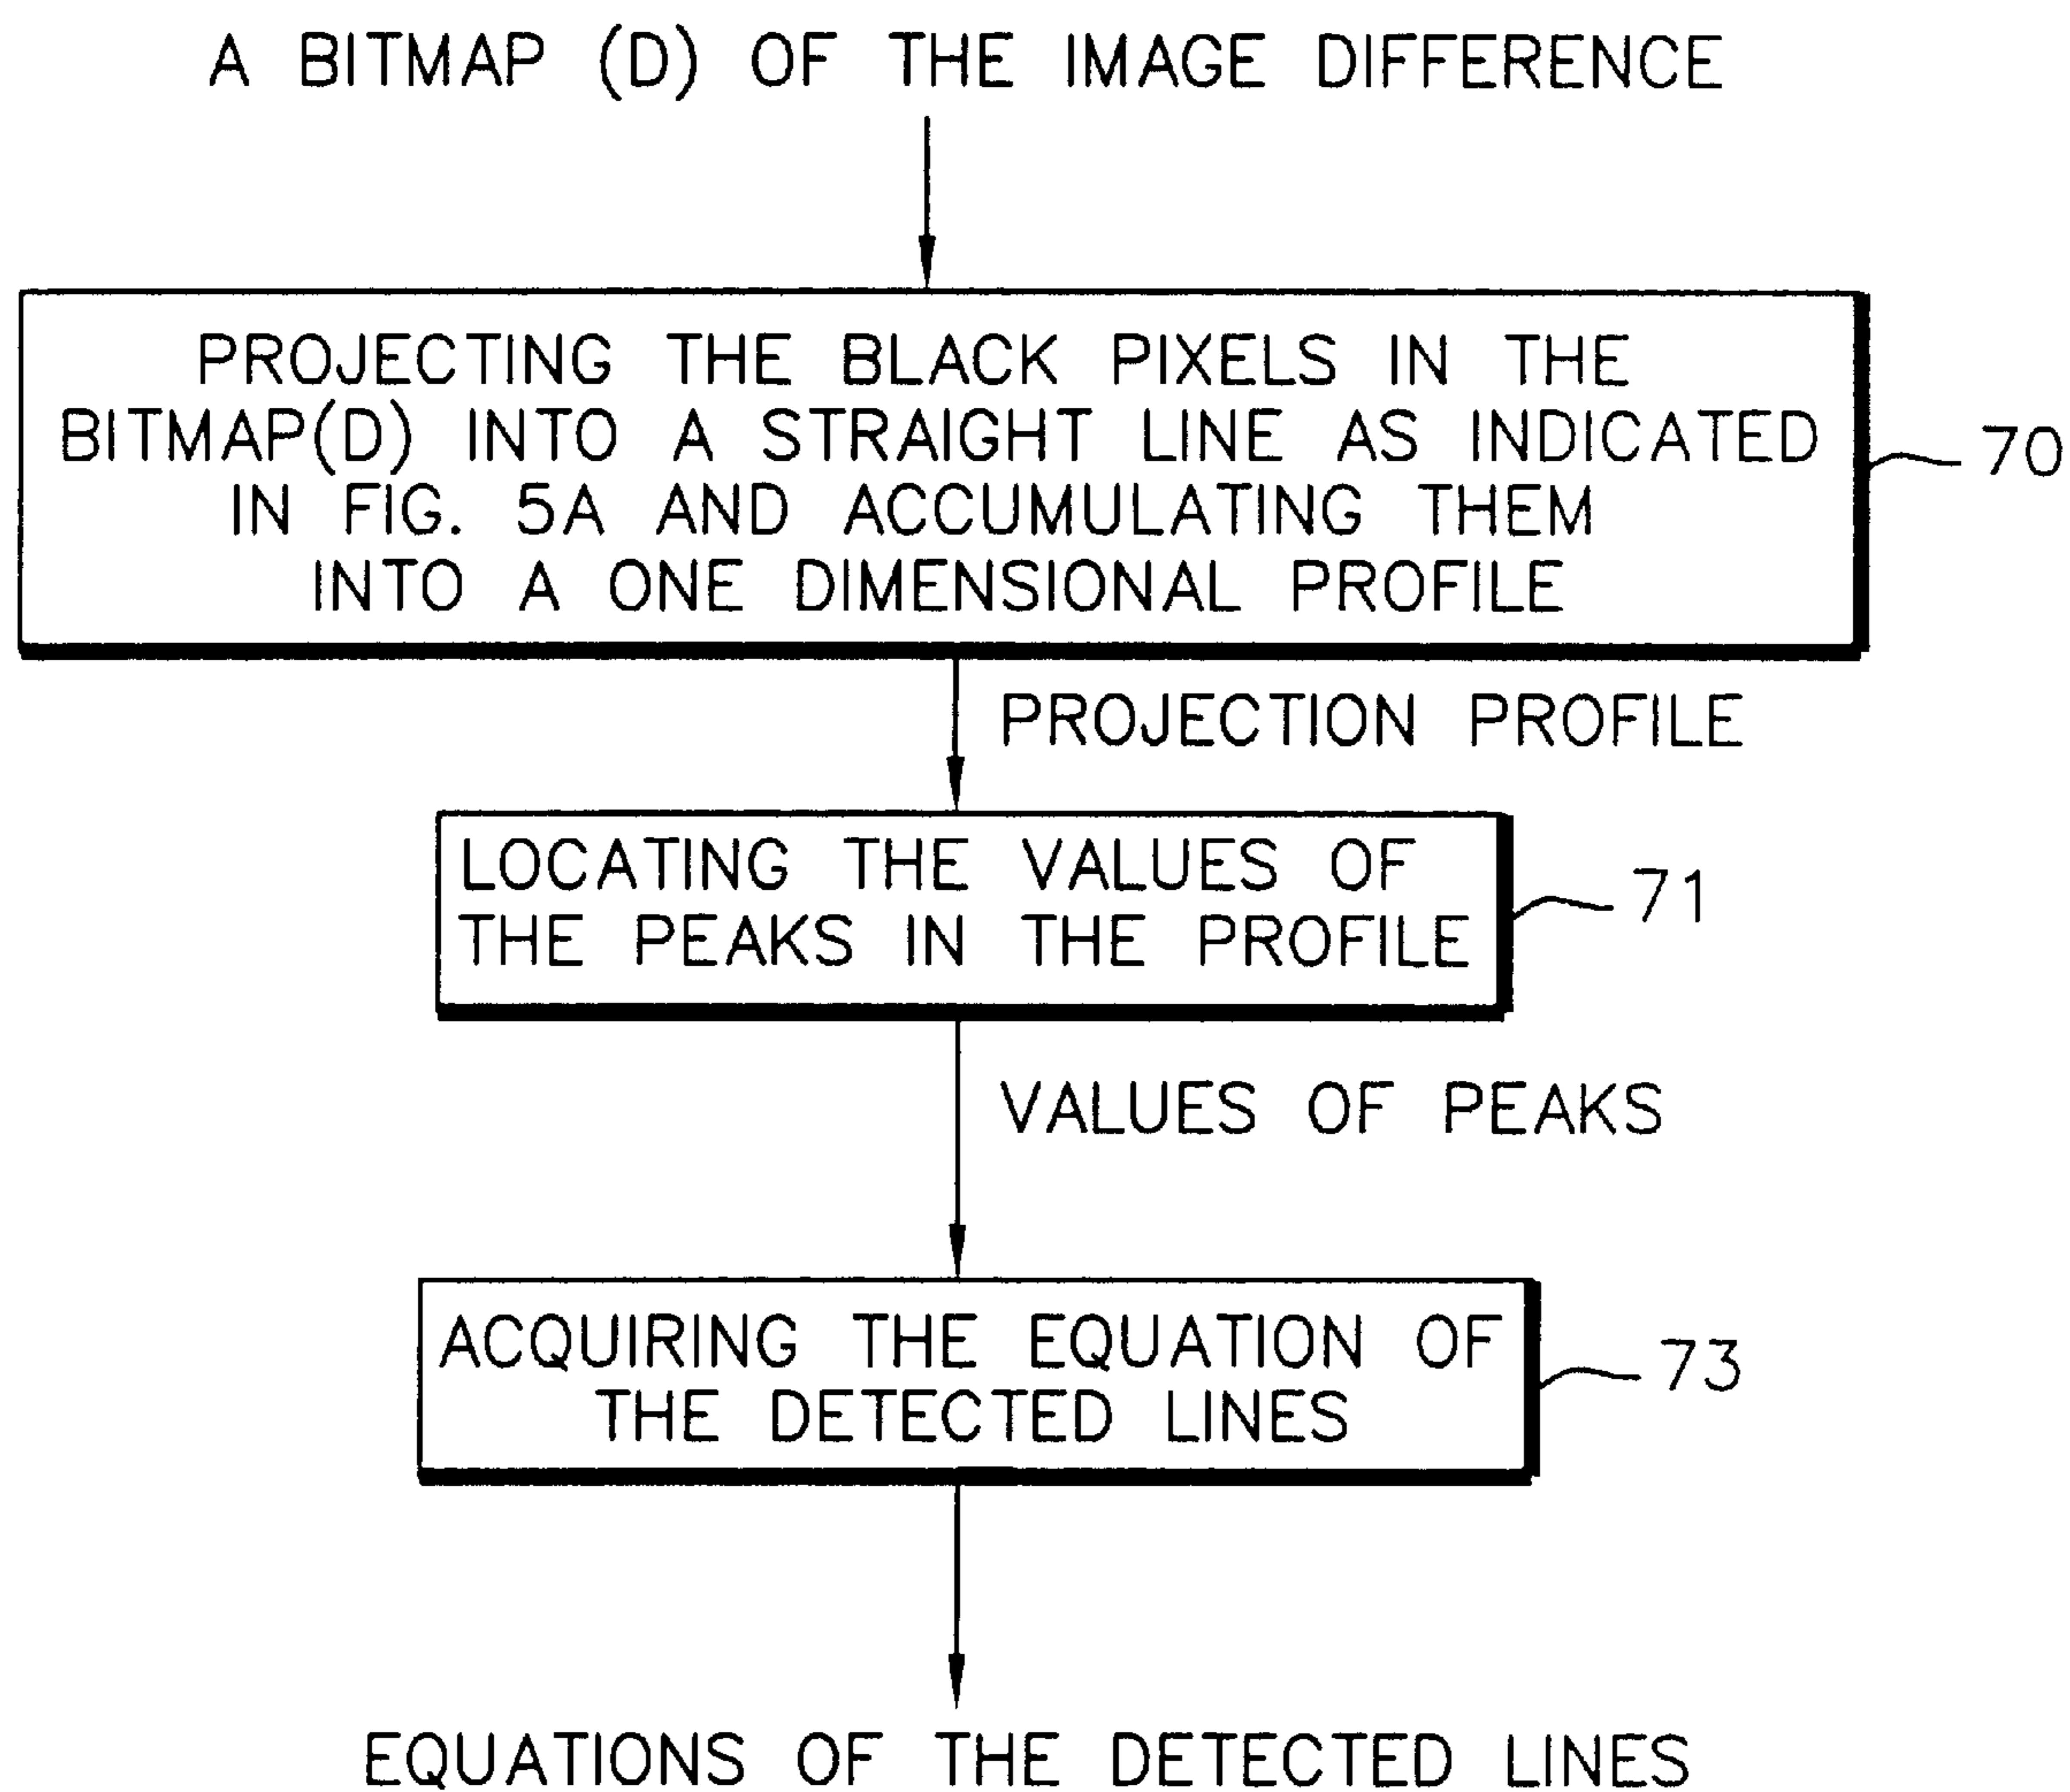 A BITMAP (D) OF THE IMAGE DIFFERENCE
PROJECTING THE BLACK PIXELS IN THE
BITMAP(D) INTO A STRAIGHT LINE AS INDICATED
IN FIG. 5A AND ACCUMULATING THEM
INTO A ONE DIMENSIONAL PROFILE
70
PROJECTION PROFILE
LOCATING THE VALUES OF
THE PEAKS IN THE PROFILE
71
VALUES OF PEAKS
ACQUIRING THE EQUATION OF
THE DETECTED LINES
73
EQUATIONS OF THE DETECTED LINES